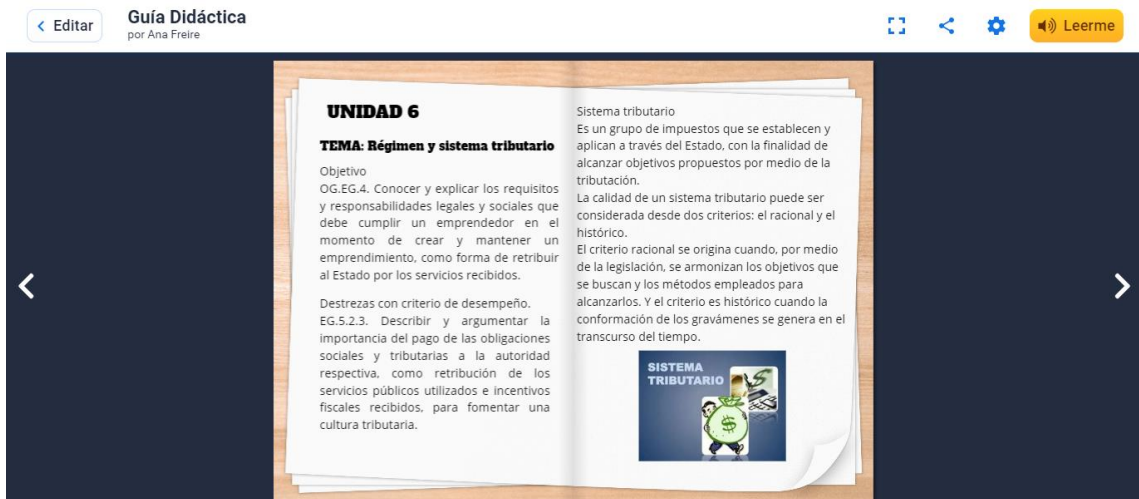 Editar
Guía Didáctica
por Ana Freire
Leerme
UNIDAD 6
TEMA: Régimen y sistema tributario
Objetivo
OG.EG.4. Conocer y explicar los requisitos
y responsabilidades legales y sociales que
debe cumplir un emprendedor en el
momento de crear y mantener un
emprendimiento, como forma de retribuir
al Estado por los servicios recibidos.
Destrezas con criterio de desempeño.
EG.5.2.3. Describir y argumentar la
importancia del pago de las obligaciones
sociales y tributarias a la autoridad
respectiva, como retribución de los
servicios públicos utilizados e incentivos
fiscales recibidos, para fomentar una
cultura tributaria.
Sistema tributario
Es un grupo de impuestos que se establecen y
aplican a través del Estado, con la finalidad de
alcanzar objetivos propuestos por medio de la
tributación.
La calidad de un sistema tributario puede ser
considerada desde dos criterios: el racional y el
histórico.
El criterio racional se origina cuando, por medio
de la legislación, se armonizan los objetivos que
se buscan y los métodos empleados para
alcanzarlos. Y el criterio es histórico cuando la
conformación de los gravámenes se genera en el
transcurso del tiempo.
SISTEMA
TRIBUTARIO
$
$